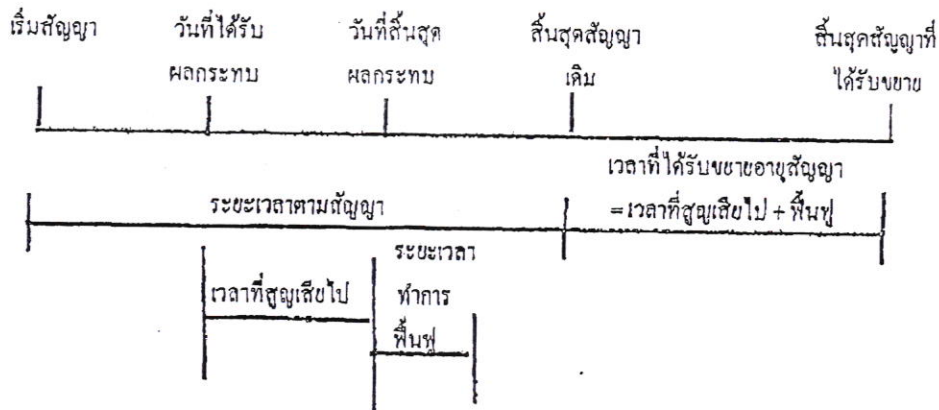 เริ่มสัญญา
วันที่ได้รับ
ผลกระทบ
วันที่สิ้นสุด
ผลกระทบ
สิ้นสุดสัญญา
เดิม
สิ้นสุดสัญญาที่
ได้รับขยาย
เวลาที่ได้รับขยายอายุสัญญา
=เวลาที่สูญเสียไป + ฟื้นฟู
ระยะเวลาตามสัญญา
เวลาที่สูญเสียไป
ระยะเวลา
ทำการ
ฟื้นฟู